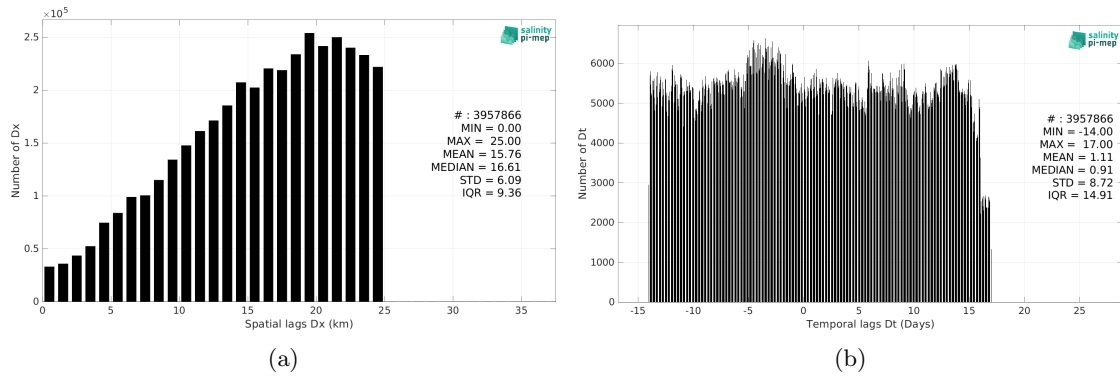 ×10⁵
2.5
2
1.5
1
0.5
0
Number of Dx
0 5 10 15 20 25 30 35
Spatial lags Dx (km)
salinity
pi-mep
# : 3957866
MIN = 0.00
MAX = 25.00
MEAN = 15.76
MEDIAN = 16.61
STD = 6.09
IQR = 9.36
(a)
6000
5000
4000
3000
2000
1000
0
Number of Dt
-15 -10 -5 0 5 10 15 20 25
Temporal lags Dt (Days)
salinity
pi-mep
# : 3957866
MIN = -14.00
MAX = 17.00
MEAN = 1.11
MEDIAN = 0.91
STD = 8.72
IQR = 14.91
(b)